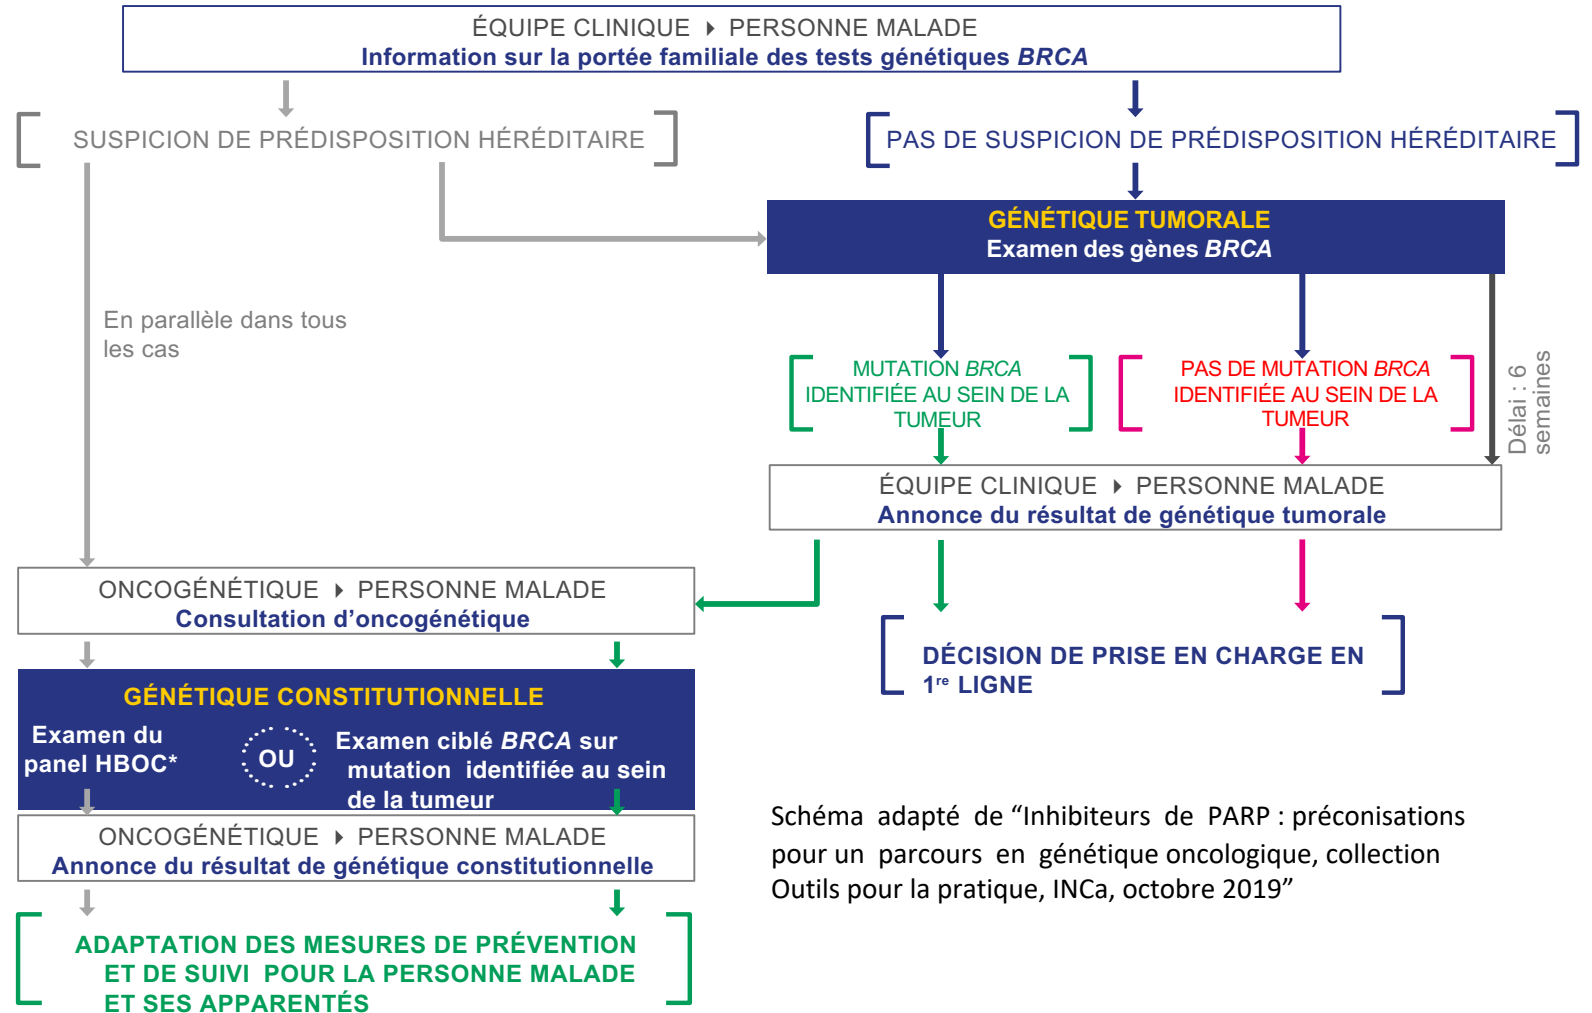 ÉQUIPE CLINIQUE ▸ PERSONNE MALADE
Information sur la portée familiale des tests génétiques BRCA
SUSPICION DE PRÉDISPOSITION HÉRÉDITAIRE
PAS DE SUSPICION DE PRÉDISPOSITION HÉRÉDITAIRE
GÉNÉTIQUE TUMORALE
Examen des gènes BRCA
En parallèle dans tous
les cas
MUTATION BRCA
IDENTIFIÉE AU SEIN DE LA
TUMEUR
PAS DE MUTATION BRCA
IDENTIFIÉE AU SEIN DE LA
TUMEUR
Délai : 6
semaines
ÉQUIPE CLINIQUE ▸ PERSONNE MALADE
Annonce du résultat de génétique tumorale
ONCOGÉNÉTIQUE ▸ PERSONNE MALADE
Consultation d’oncogénétique
DÉCISION DE PRISE EN CHARGE EN
1re LIGNE
GÉNÉTIQUE CONSTITUTIONNELLE
Examen du
panel HBOC*
OU
Examen ciblé BRCA sur
mutation identifiée au sein
de la tumeur
ONCOGÉNÉTIQUE ▸ PERSONNE MALADE
Annonce du résultat de génétique constitutionnelle
ADAPTATION DES MESURES DE PRÉVENTION
ET DE SUIVI POUR LA PERSONNE MALADE
ET SES APPARENTÉS
Schéma adapté de “Inhibiteurs de PARP : préconisations
pour un parcours en génétique oncologique, collection
Outils pour la pratique, INCa, octobre 2019”